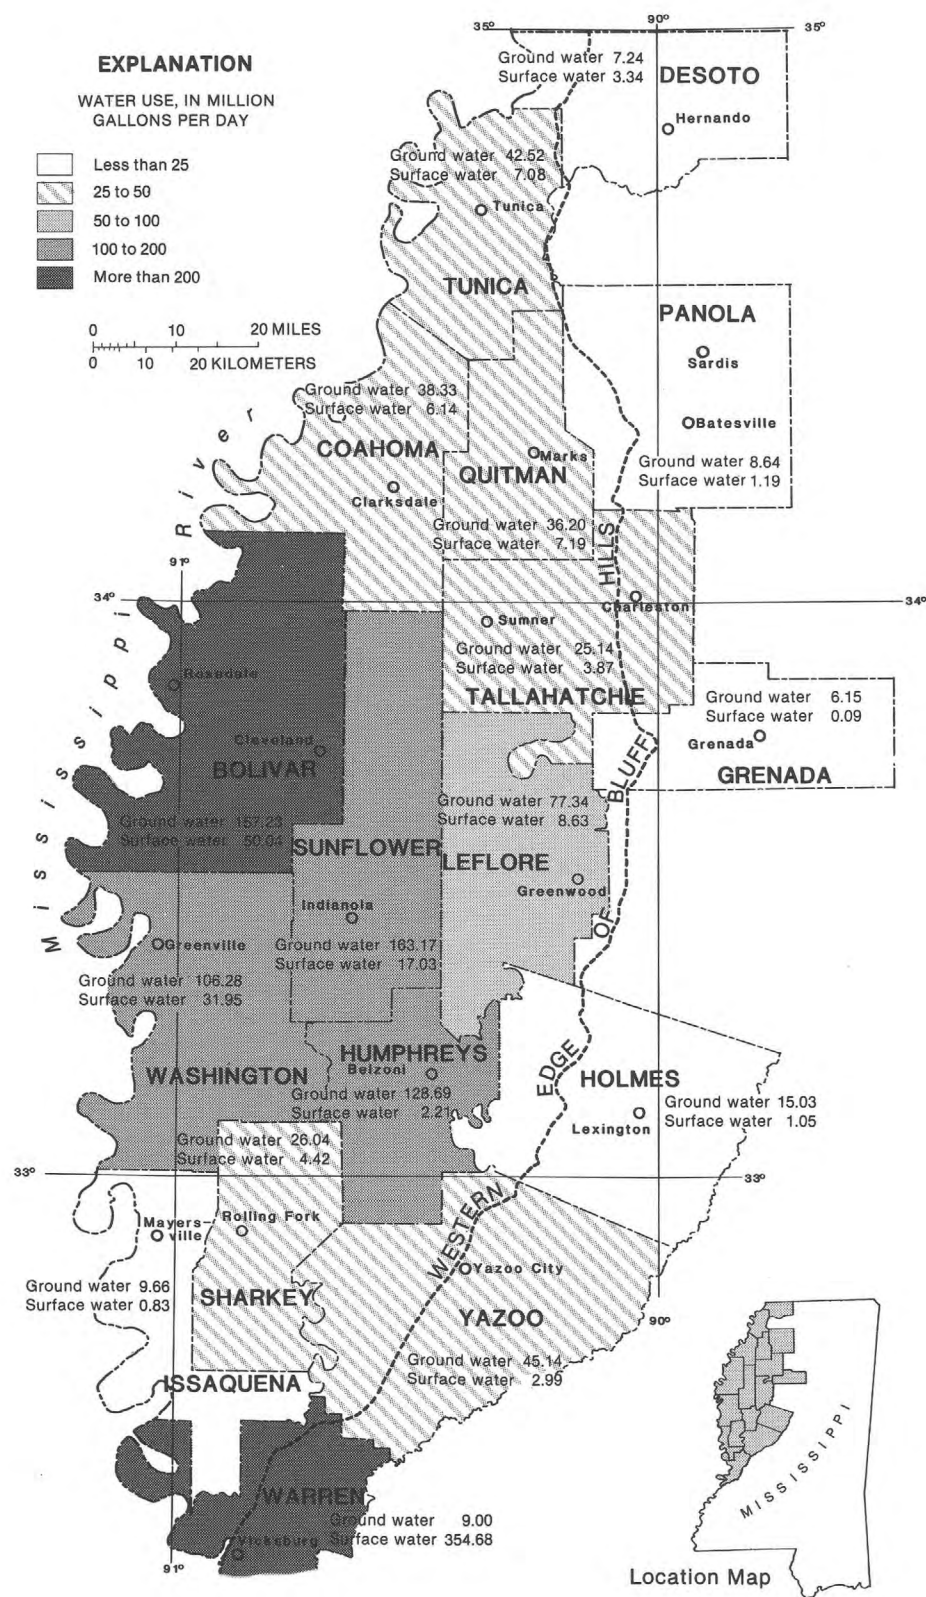 35°
90°
35°
EXPLANATION
WATER USE, IN MILLION
GALLONS PER DAY
Less than 25
25 to 50
50 to 100
100 to 200
More than 200
0 10 20 MILES
0 10 20 KILOMETERS
Ground water 7.24
Surface water 3.34
DESOTO
Hernando
Ground water 42.52
Surface water 7.08
Tunica
TUNICA
PANOLA
Sardis
Batesville
Ground water 8.64
Surface water 1.19
Ground water 38.33
Surface water 6.14
COAHOMA
Clarksdale
Marks
QUITMAN
Ground water 36.20
Surface water 7.19
Mississippi River
91°
34°
34°
Charleston
Sumner
Ground water 25.14
Surface water 3.87
TALLAHATCHIE
Rosedale
Cleveland
BOLIVAR
Ground water 6.15
Surface water 0.09
Grenada
GRENADA
Surface water 50.04
SUNFLOWER
Ground water 77.34
Surface water 8.63
LEFLORE
Greenwood
Indianola
Ground water 163.17
Surface water 17.03
Greenville
Ground water 106.28
Surface water 31.95
WASHINGTON
HUMPHREYS
Belzoni
Ground water 128.69
Surface water 2.21
HOLMES
Lexington
Ground water 15.03
Surface water 1.05
WESTERN EDGE OF BLUFF HILLS
Ground water 26.04
Surface water 4.42
33°
33°
Mayers-
ville
Rolling Fork
Ground water 9.66
Surface water 0.83
SHARKEY
Yazoo City
YAZOO
Ground water 45.14
Surface water 2.99
90°
ISSAQUENA
WARREN
Ground water 9.00
Surface water 354.68
Vicksburg
91°
MISSISSIPPI
Location Map